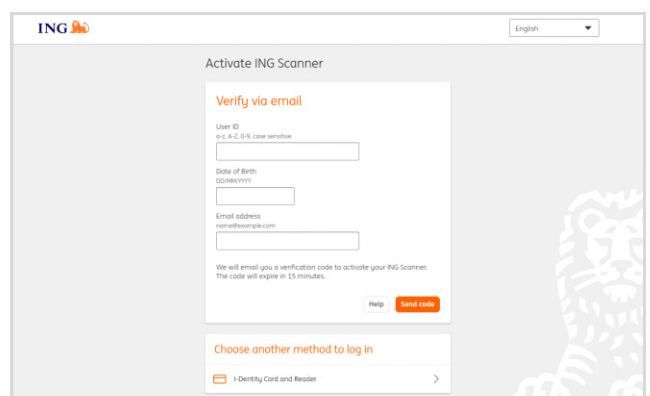 ING
English
Activate ING Scanner
Verify via email
User ID
a-z, A-Z, 0-9, case sensitive
Date of Birth
DD/MM/YYYY
Email address
name@example.com
We will email you a verification code to activate your ING Scanner.
The code will expire in 15 minutes.
Help Send code
Choose another method to log in
I-Dentity Card and Reader